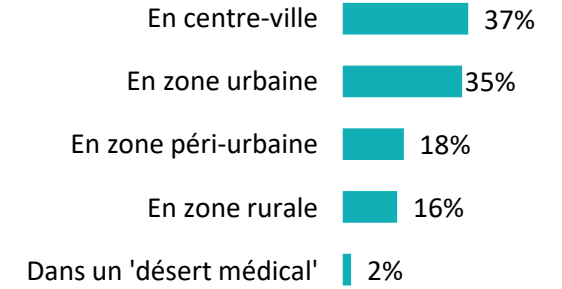 En centre-ville 37%
En zone urbaine 35%
En zone péri-urbaine 18%
En zone rurale 16%
Dans un 'désert médical' 2%